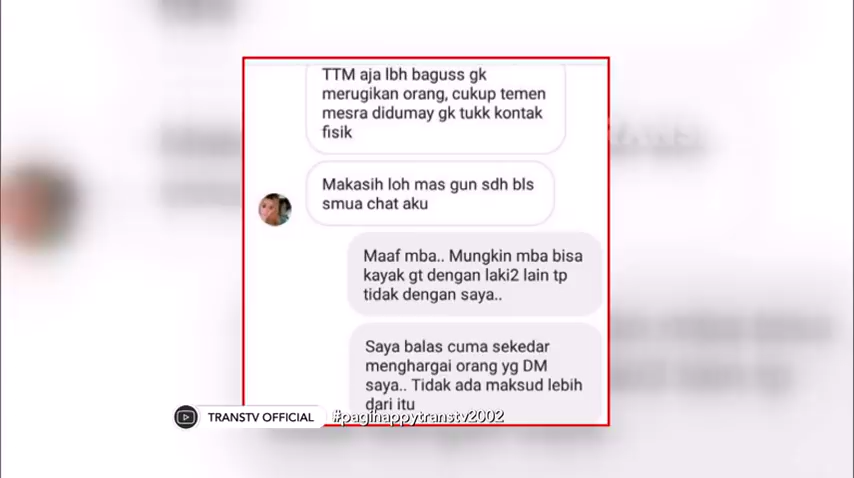 TTM aja lbh baguss gk
merugikan orang, cukup temen
mesra didumay gk tukk kontak
fisik
Makasih loh mas gun sdh bls
smua chat aku
Maaf mba.. Mungkin mba bisa
kayak gt dengan laki2 lain tp
tidak dengan saya..
Saya balas cuma sekedar
menghargai orang yg DM
saya.. Tidak ada maksud lebih
dari itu
TRANSTV OFFICIAL #pagihappytranstv2002